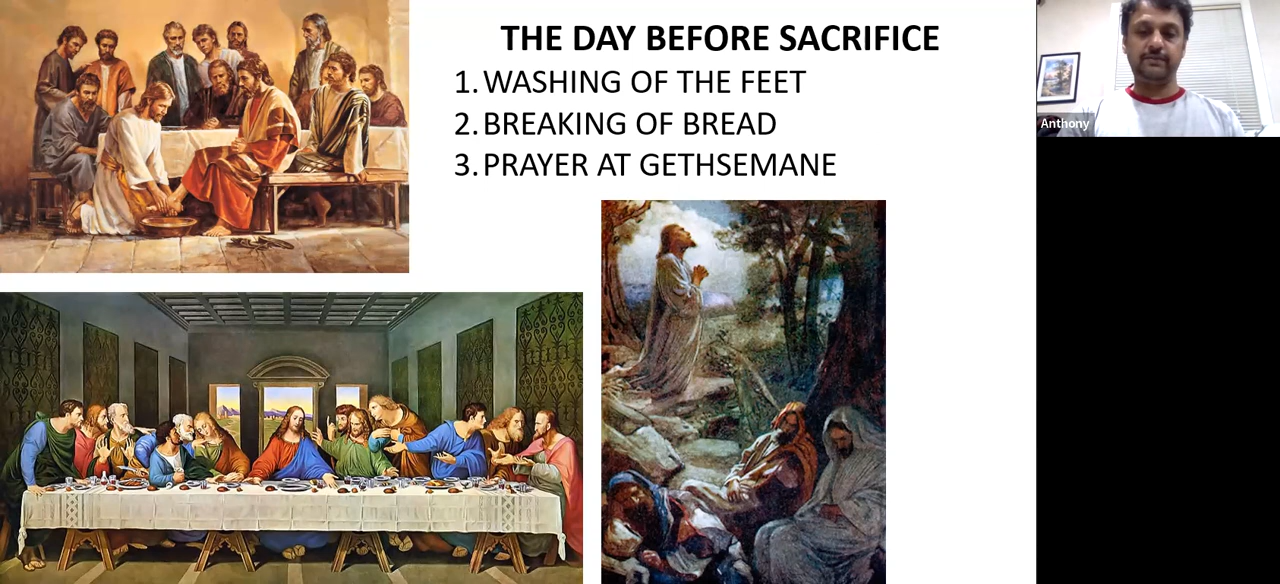 THE DAY BEFORE SACRIFICE
1. WASHING OF THE FEET
2. BREAKING OF BREAD
3. PRAYER AT GETHSEMANE
Anthony